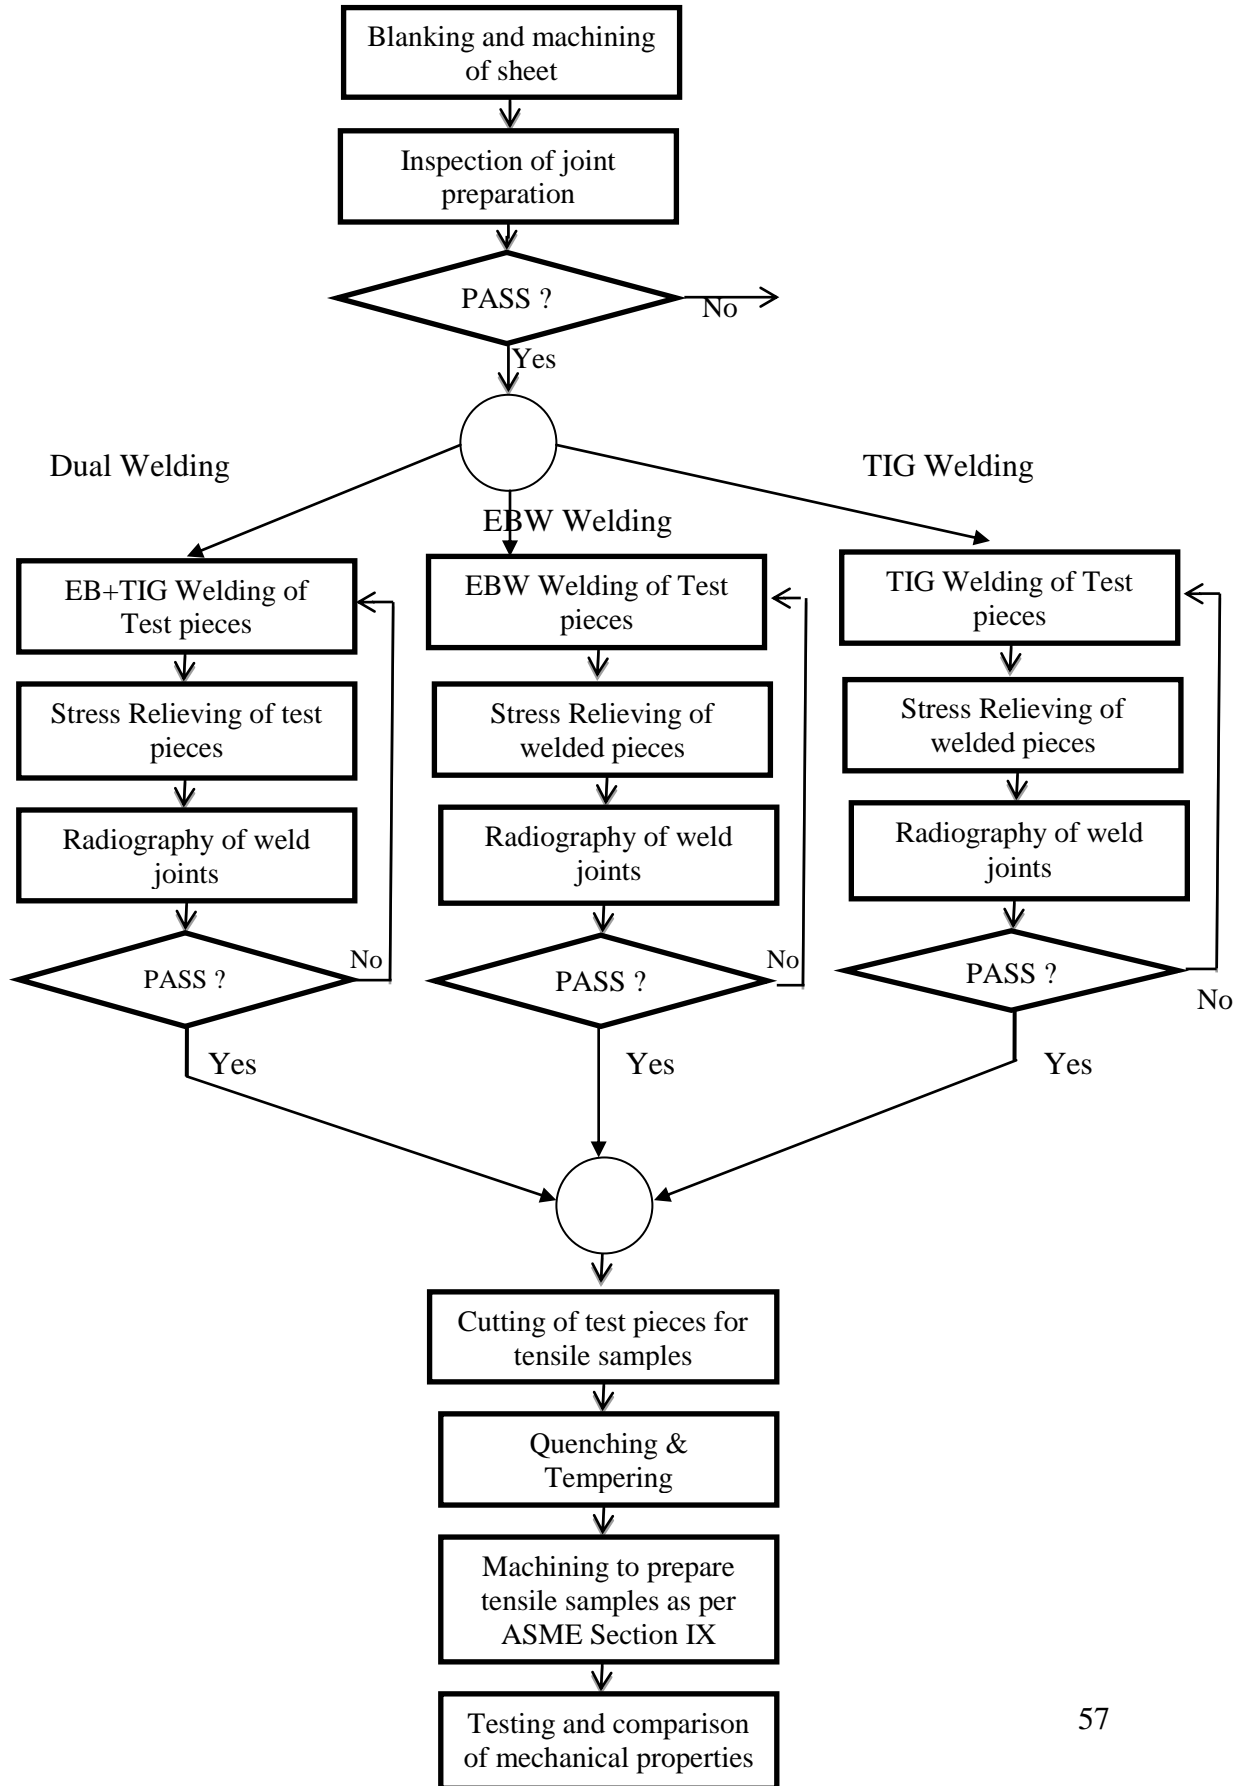 Blanking and machining
of sheet
Inspection of joint
preparation
PASS ?
No
Yes
Dual Welding
EBW Welding
TIG Welding
EB+TIG Welding of
Test pieces
Stress Relieving of test
pieces
Radiography of weld
joints
PASS ?
No
Yes
EBW Welding of Test
pieces
Stress Relieving of
welded pieces
Radiography of weld
joints
PASS ?
No
Yes
TIG Welding of Test
pieces
Stress Relieving of
welded pieces
Radiography of weld
joints
PASS ?
No
Yes
Cutting of test pieces for
tensile samples
Quenching &
Tempering
Machining to prepare
tensile samples as per
ASME Section IX
Testing and comparison
of mechanical properties
57